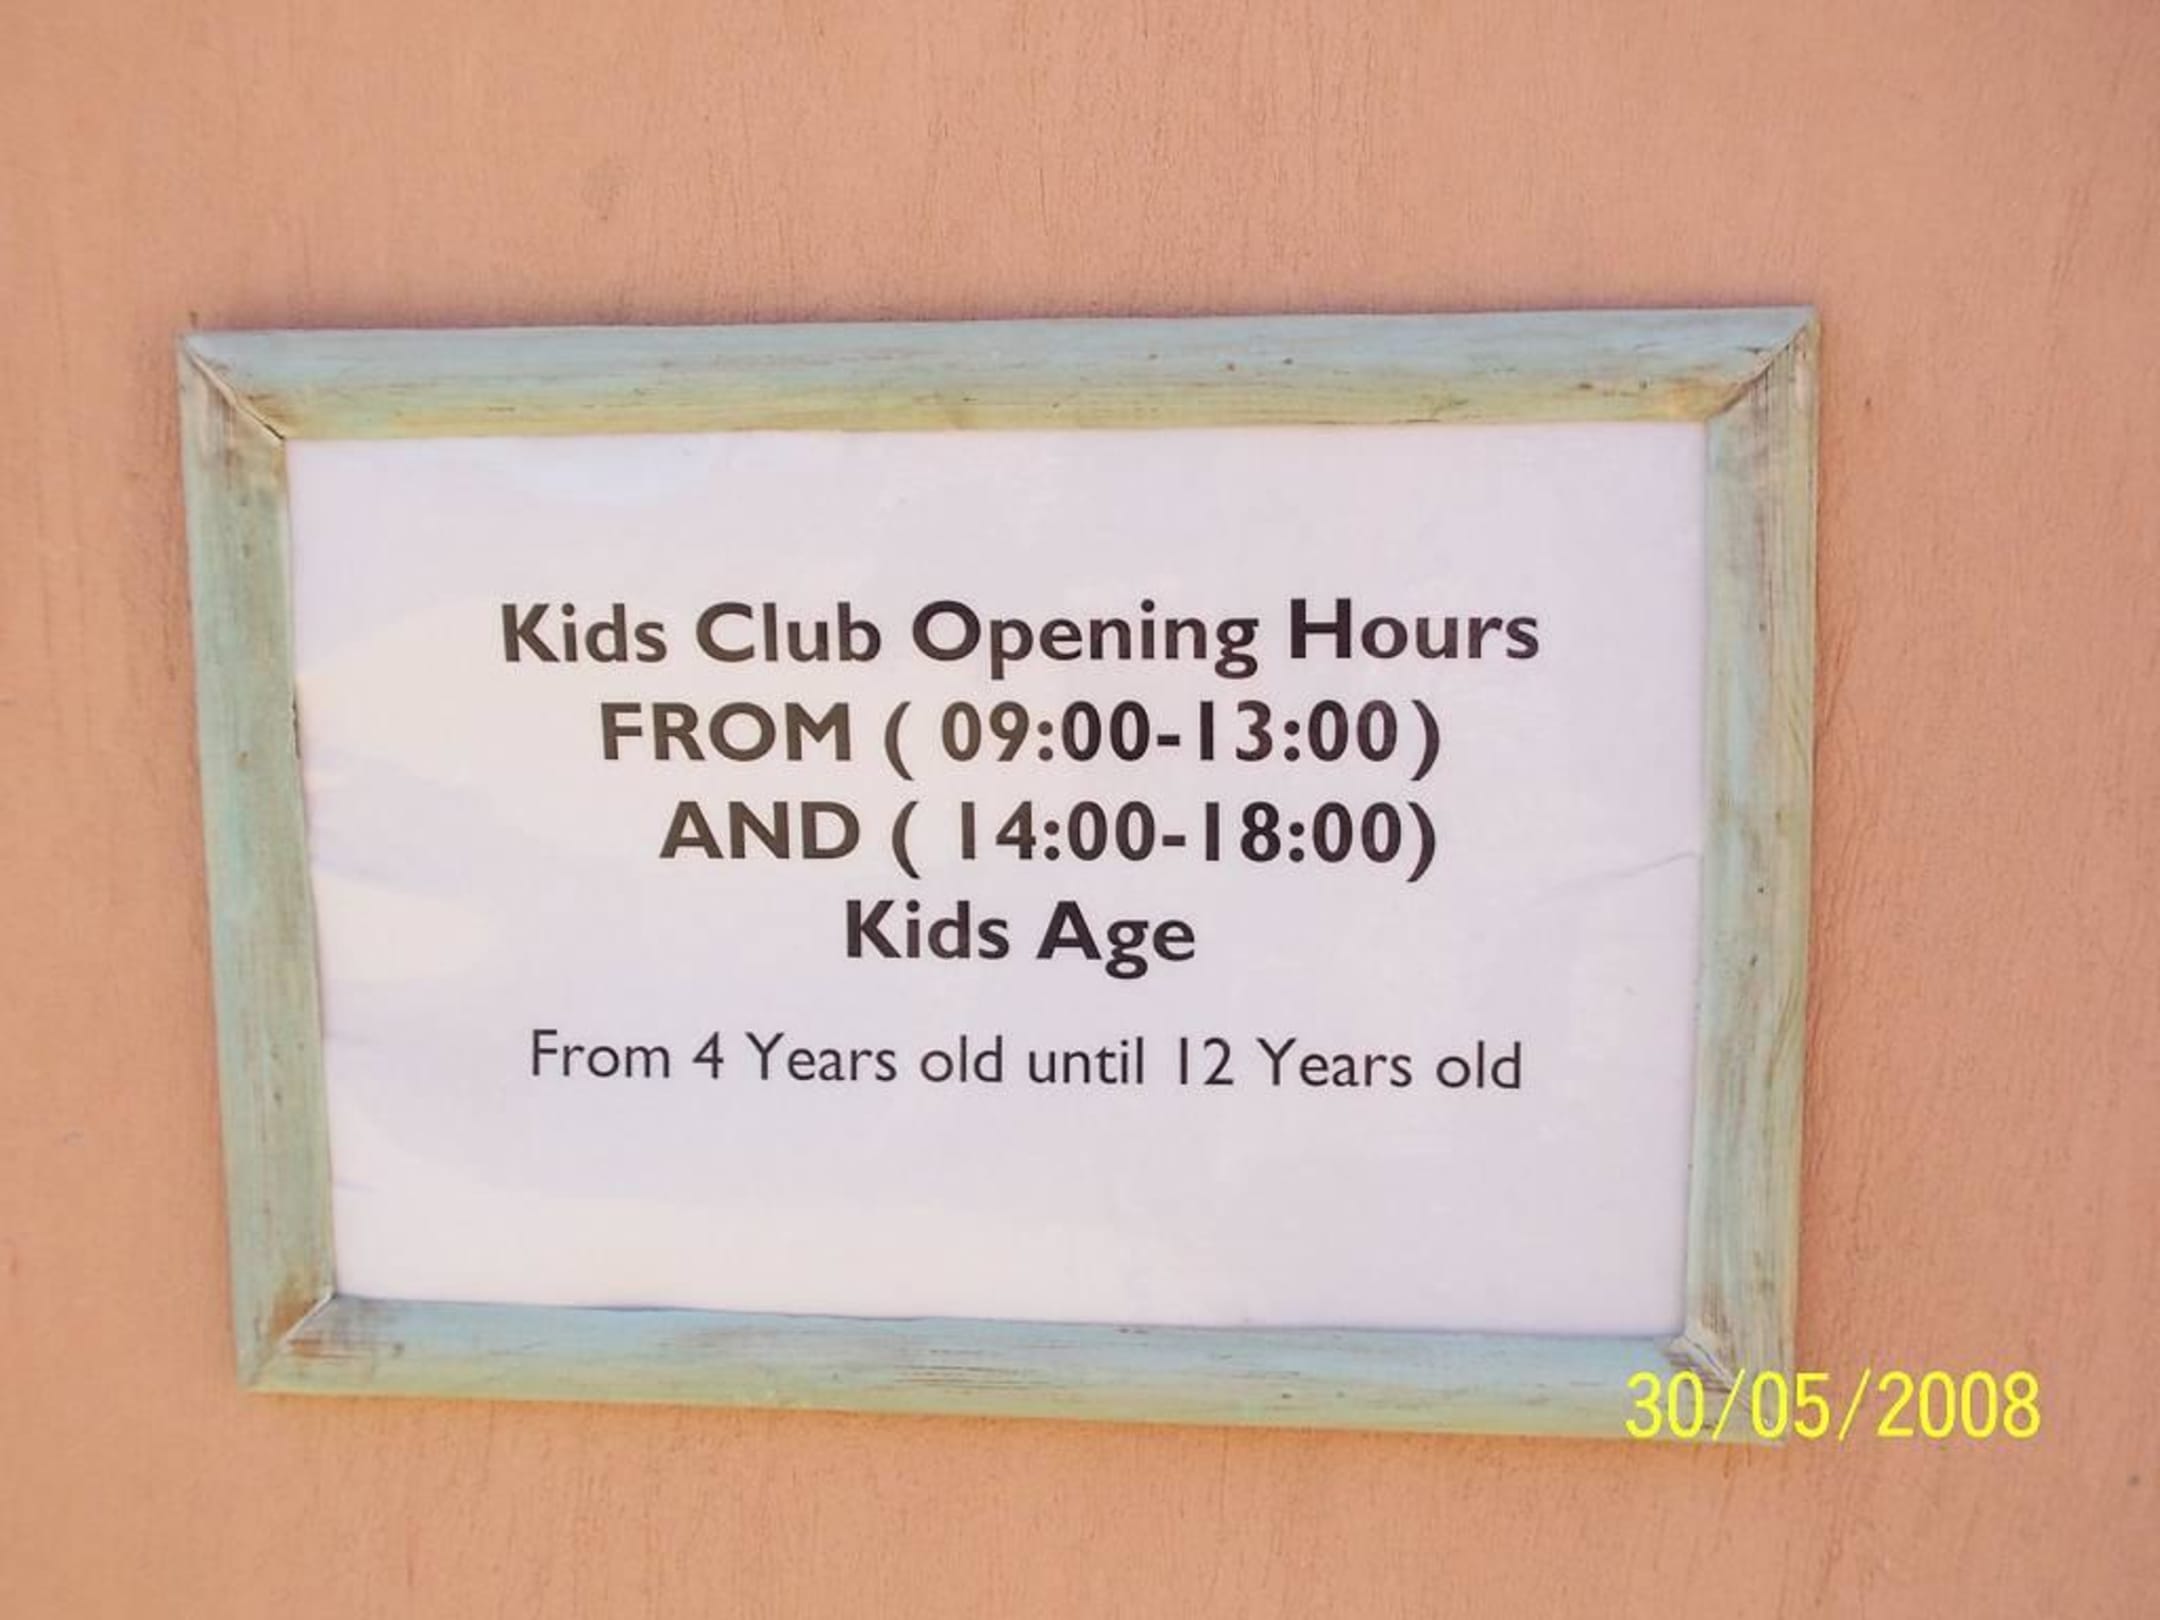 Kids Club Opening Hours
FROM ( 09:00-13:00)
AND ( 14:00-18:00)
Kids Age
From 4 Years old until 12 Years old
30/05/2008